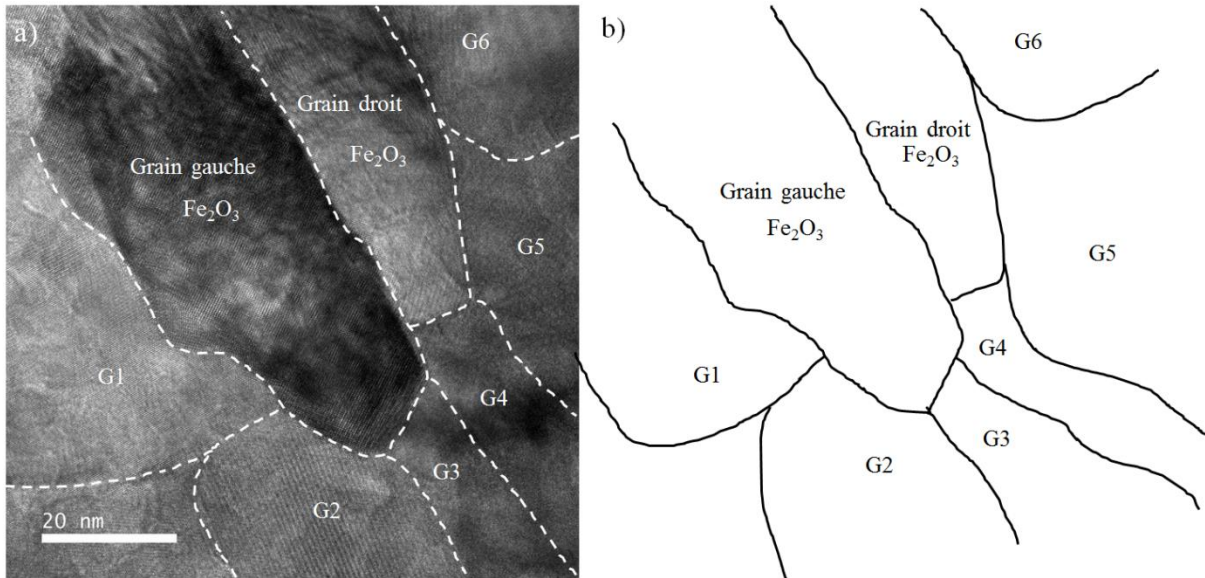 a)
G6
Grain droit
Fe₂O₃
Grain gauche
Fe₂O₃
G5
G1
G4
G3
G2
20 nm
b)
G6
Grain droit
Fe₂O₃
Grain gauche
Fe₂O₃
G5
G4
G1
G3
G2